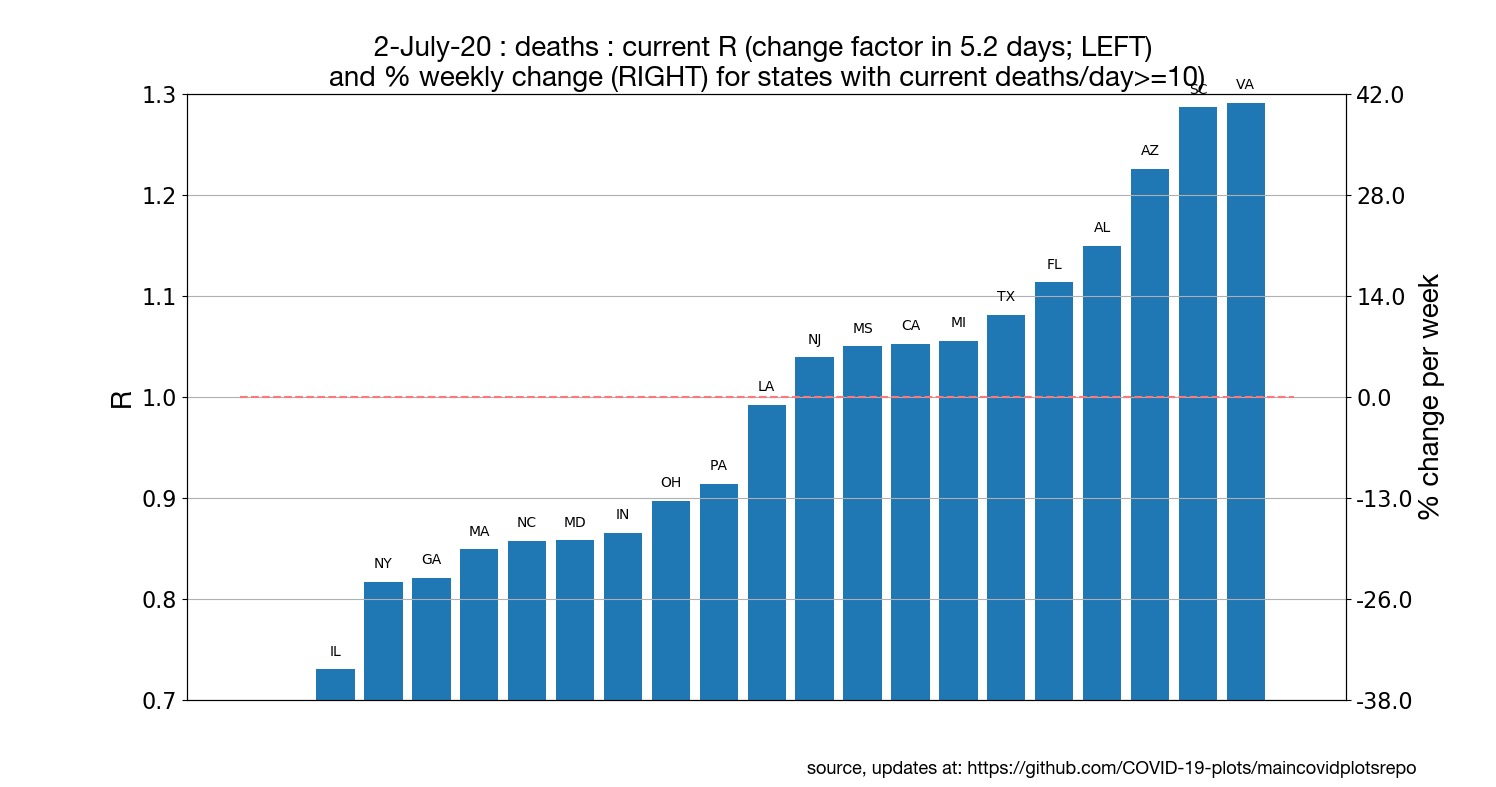 2-July-20 : deaths : current R (change factor in 5.2 days; LEFT)
and % weekly change (RIGHT) for states with current deaths/day>=10)
1.3
1.2
1.1
1.0
0.9
0.8
0.7
R
IL
NY
GA
MA
NC
MD
IN
OH
PA
LA
NJ
MS
CA
MI
TX
FL
AL
AZ
SC
VA
42.0
28.0
14.0
0.0
-13.0
-26.0
-38.0
% change per week
source, updates at: https://github.com/COVID-19-plots/maincovidplotsrepo